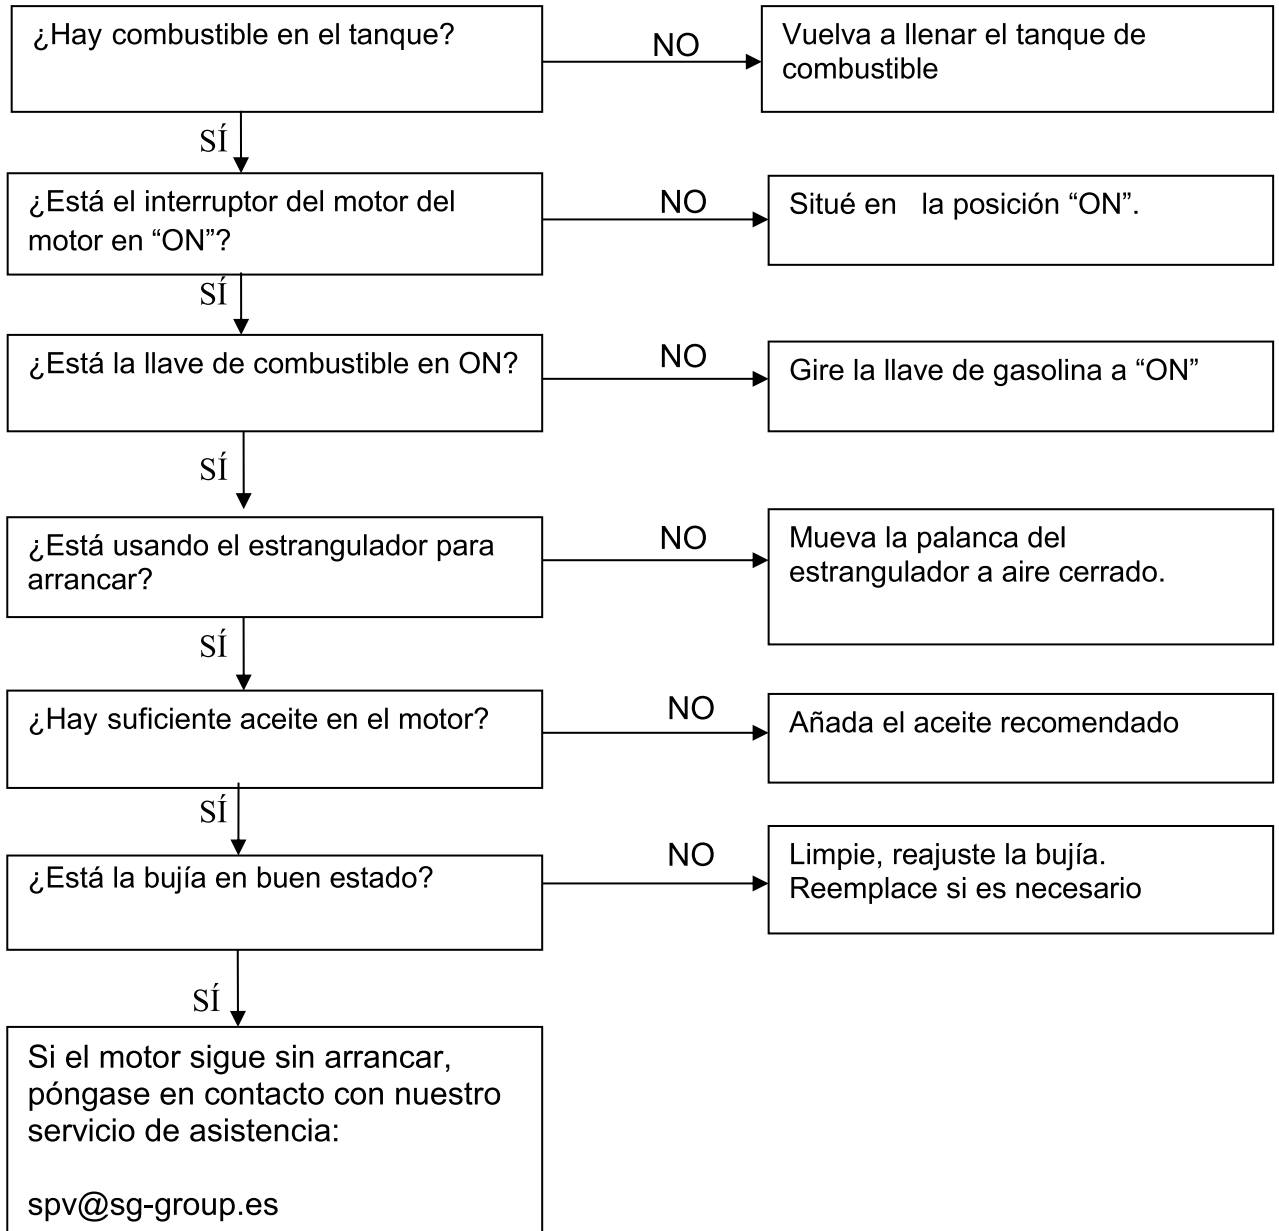 ¿Hay combustible en el tanque?
NO
Vuelva a llenar el tanque de
combustible
SÍ
¿Está el interruptor del motor del
motor en “ON”?
NO
Situé en la posición “ON”.
SÍ
¿Está la llave de combustible en ON?
NO
Gire la llave de gasolina a “ON”
SÍ
¿Está usando el estrangulador para
arrancar?
NO
Mueva la palanca del
estrangulador a aire cerrado.
SÍ
¿Hay suficiente aceite en el motor?
NO
Añada el aceite recomendado
SÍ
¿Está la bujía en buen estado?
NO
Limpie, reajuste la bujía.
Reemplace si es necesario
SÍ
Si el motor sigue sin arrancar,
póngase en contacto con nuestro
servicio de asistencia:
spv@sg-group.es